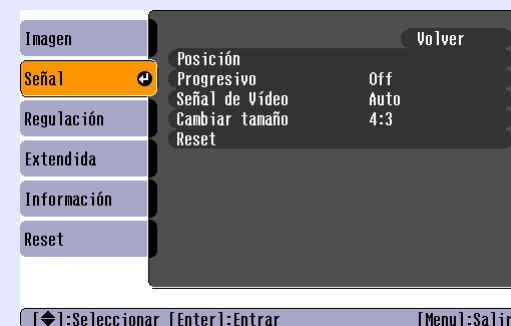 Imagen
Señal
Regulación
Extendida
Información
Reset
Volver
Posición
Progresivo Off
Señal de Vídeo Auto
Cambiar tamaño 4:3
Reset
[◆]:Seleccionar [Enter]:Entrar [Menu]:Salir